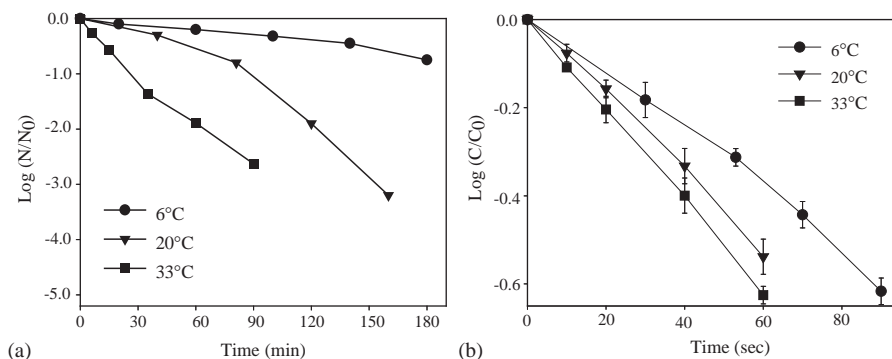 0.0
-1.0
-2.0
-3.0
-4.0
-5.0
Log (N/N0)
6°C
20°C
33°C
0 30 60 90 120 150 180
Time (min)
(a)
-0.0
-0.2
-0.4
-0.6
Log (C/C0)
6°C
20°C
33°C
0 20 40 60 80
Time (sec)
(b)